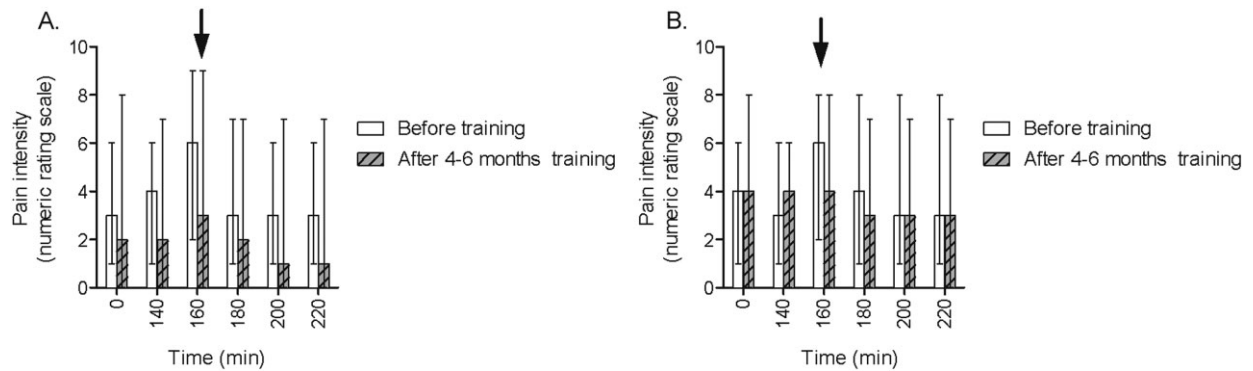 A.
Pain intensity
(numeric rating scale)
10
8
6
4
2
0
0
140
160
180
200
220
Time (min)
Before training
After 4-6 months training
B.
Pain intensity
(numeric rating scale)
10
8
6
4
2
0
0
140
160
180
200
220
Time (min)
Before training
After 4-6 months training